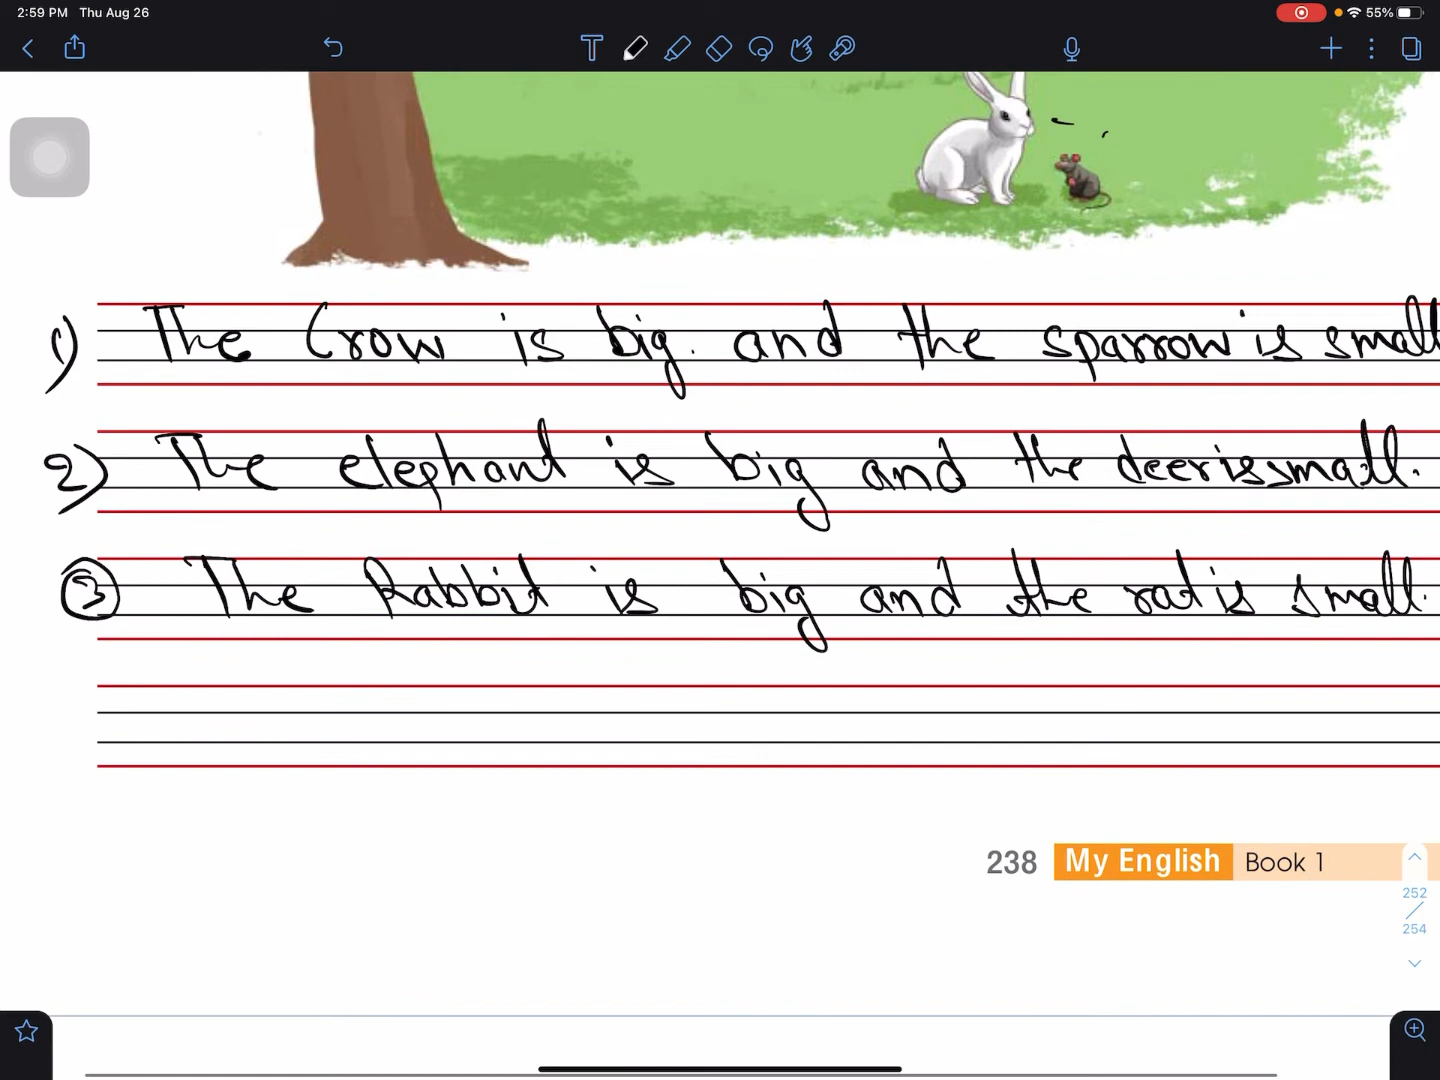 2:59 PM Thu Aug 26 55%
1) The Crow is big. and the sparrow is small
2) The elephant is big and the deer is small.
3 The Rabbit is big and the rat is small.
238 My English Book 1
252
254